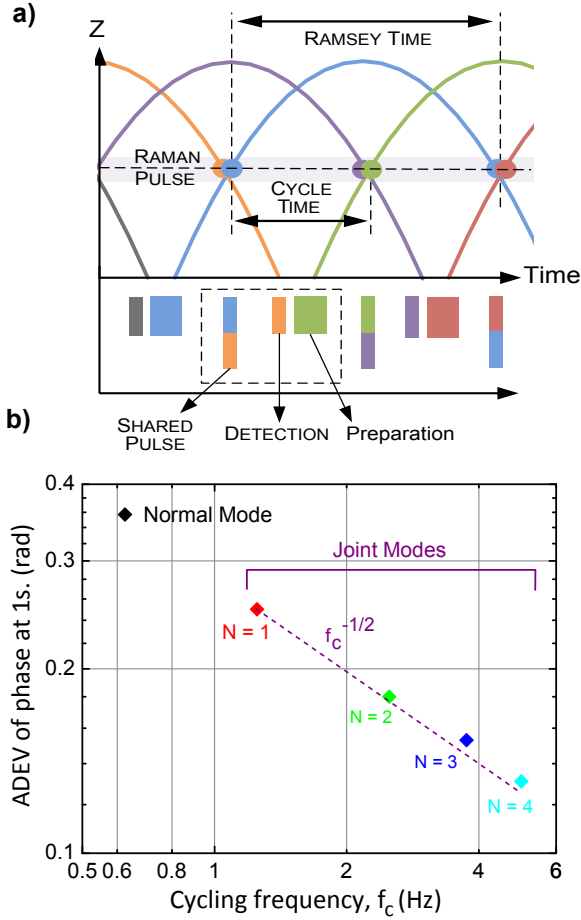 a)
Z
RAMSEY TIME
RAMAN
PULSE
CYCLE
TIME
Time
SHARED
PULSE
DETECTION
Preparation
b)
ADEV of phase at 1s. (rad)
0.4
0.3
0.2
0.1
Normal Mode
Joint Modes
f_c^-1/2
N = 1
N = 2
N = 3
N = 4
0.5 0.6 0.8 1 2 4 6
Cycling frequency, f_c (Hz)